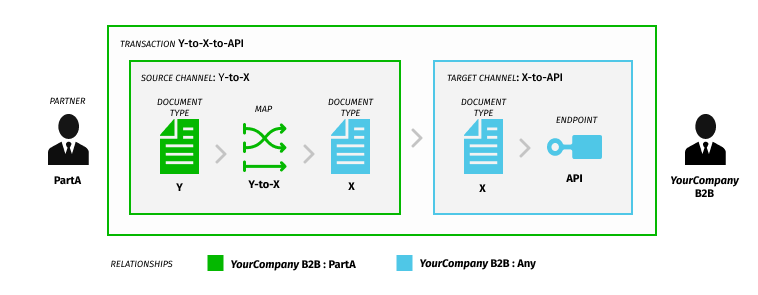 TRANSACTION Y-to-X-to-API
SOURCE CHANNEL: Y-to-X
TARGET CHANNEL: X-to-API
PARTNER
DOCUMENT
TYPE
MAP
DOCUMENT
TYPE
DOCUMENT
TYPE
ENDPOINT
PartA
Y
Y-to-X
X
X
API
YourCompany
B2B
RELATIONSHIPS
YourCompany B2B : PartA
YourCompany B2B : Any